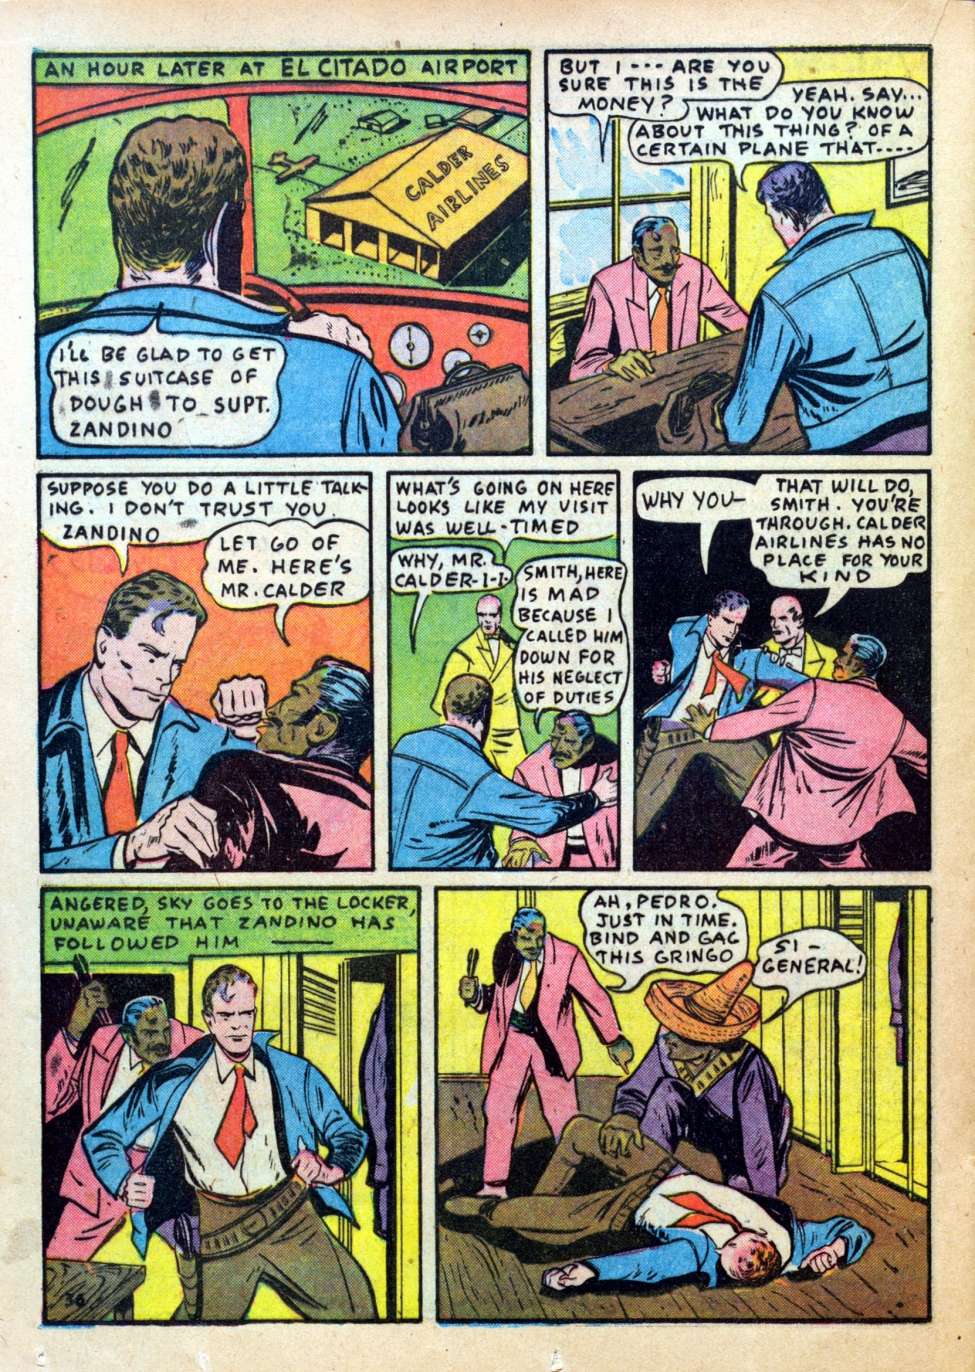 AN HOUR LATER AT EL CITADO AIRPORT
CALDER
AIRLINES
I'LL BE GLAD TO GET
THIS SUITCASE OF
DOUGH TO SUPT.
ZANDINO
BUT I --- ARE YOU
SURE THIS IS THE
MONEY?
YEAH. SAY...
WHAT DO YOU KNOW
ABOUT THIS THING? OF A
CERTAIN PLANE THAT----
SUPPOSE YOU DO A LITTLE TALK-
ING. I DON'T TRUST YOU
ZANDINO
LET GO OF
ME. HERE'S
MR. CALDER
WHAT'S GOING ON HERE
LOOKS LIKE MY VISIT
WAS WELL-TIMED
WHY, MR.
CALDER-I-I-
SMITH, HERE
IS MAD
BECAUSE I
CALLED HIM
DOWN FOR
HIS NEGLECT
OF DUTIES
WHY YOU-
THAT WILL DO,
SMITH. YOU'RE
THROUGH. CALDER
AIRLINES HAS NO
PLACE FOR YOUR
KIND
ANGERED, SKY GOES TO THE LOCKER,
UNAWARE THAT ZANDINO HAS
FOLLOWED HIM
AH, PEDRO.
JUST IN TIME.
BIND AND GAG
THIS GRINGO
SI-
GENERAL!
36